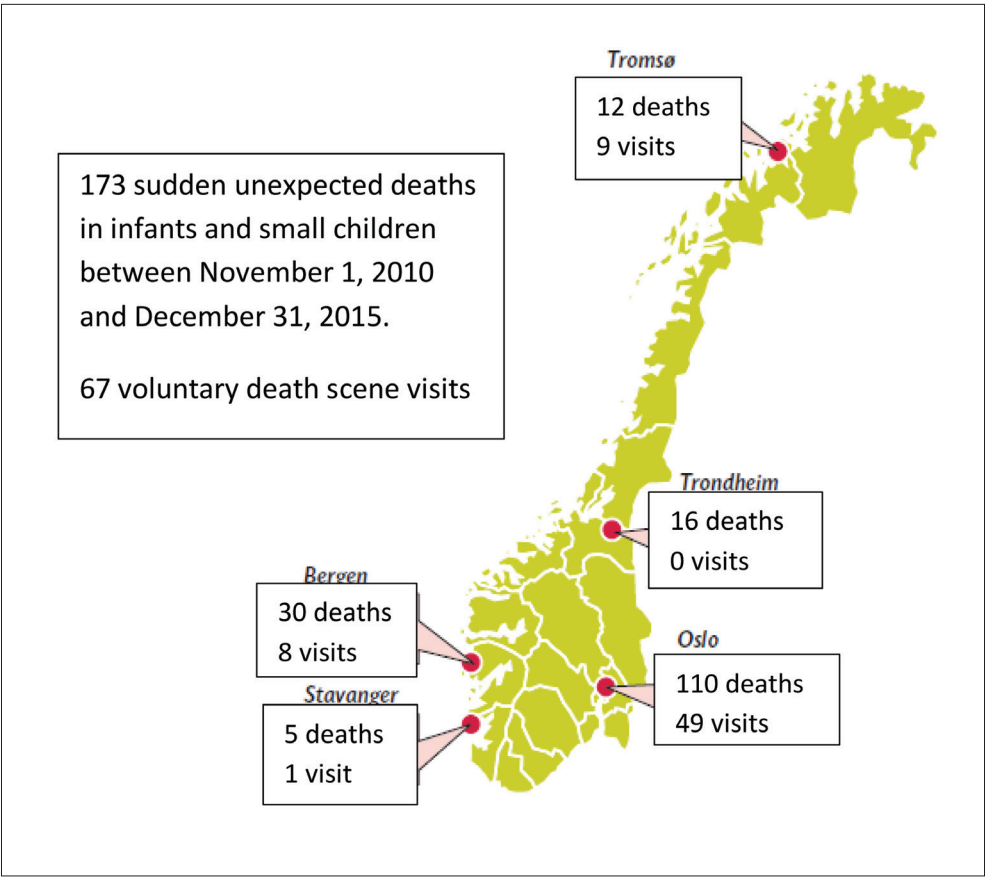 Tromsø
12 deaths
9 visits
173 sudden unexpected deaths
in infants and small children
between November 1, 2010
and December 31, 2015.
67 voluntary death scene visits
Trondheim
16 deaths
0 visits
Bergen
30 deaths
8 visits
Oslo
110 deaths
49 visits
Stavanger
5 deaths
1 visit